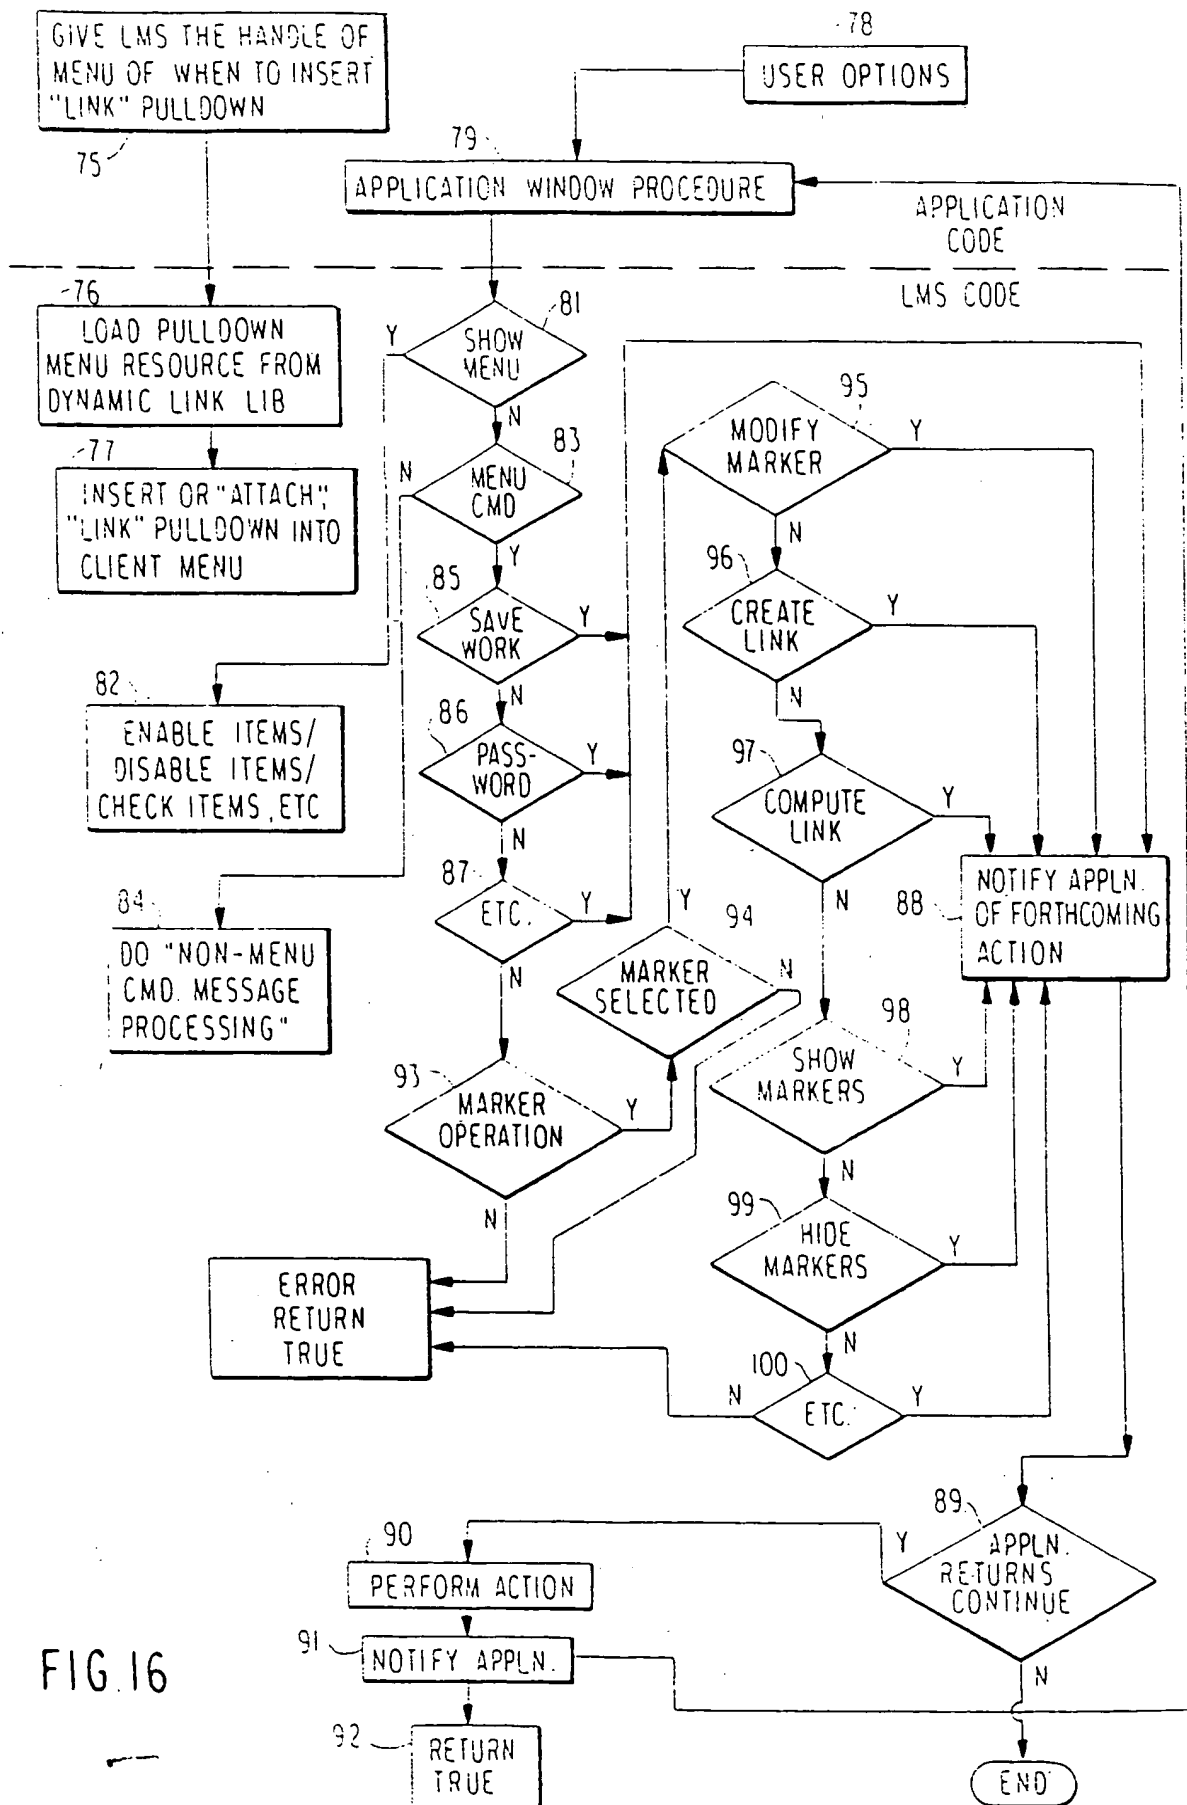 GIVE LMS THE HANDLE OF
MENU OF WHEN TO INSERT
"LINK" PULLDOWN
75
78
USER OPTIONS
79
APPLICATION WINDOW PROCEDURE
APPLICATION
CODE
LMS CODE
76
LOAD PULLDOWN
MENU RESOURCE FROM
DYNAMIC LINK LIB
77
INSERT OR "ATTACH",
"LINK" PULLDOWN INTO
CLIENT MENU
81
Y
SHOW
MENU
N
83
N
MENU
CMD
Y
85
SAVE
WORK
Y
N
86
PASS-
WORD
Y
N
87
ETC.
Y
N
82
ENABLE ITEMS/
DISABLE ITEMS/
CHECK ITEMS, ETC
84
DO "NON-MENU
CMD. MESSAGE
PROCESSING"
93
MARKER
OPERATION
Y
N
94
Y
MARKER
SELECTED
N
95
MODIFY
MARKER
Y
N
96
CREATE
LINK
Y
N
97
COMPUTE
LINK
Y
N
88
NOTIFY APPLN.
OF FORTHCOMING
ACTION
98
SHOW
MARKERS
Y
N
99
HIDE
MARKERS
Y
N
100
ETC.
N
Y
ERROR
RETURN
TRUE
89
APPLN.
RETURNS
CONTINUE
Y
N
90
PERFORM ACTION
91
NOTIFY APPLN.
92
RETURN
TRUE
END
FIG.16